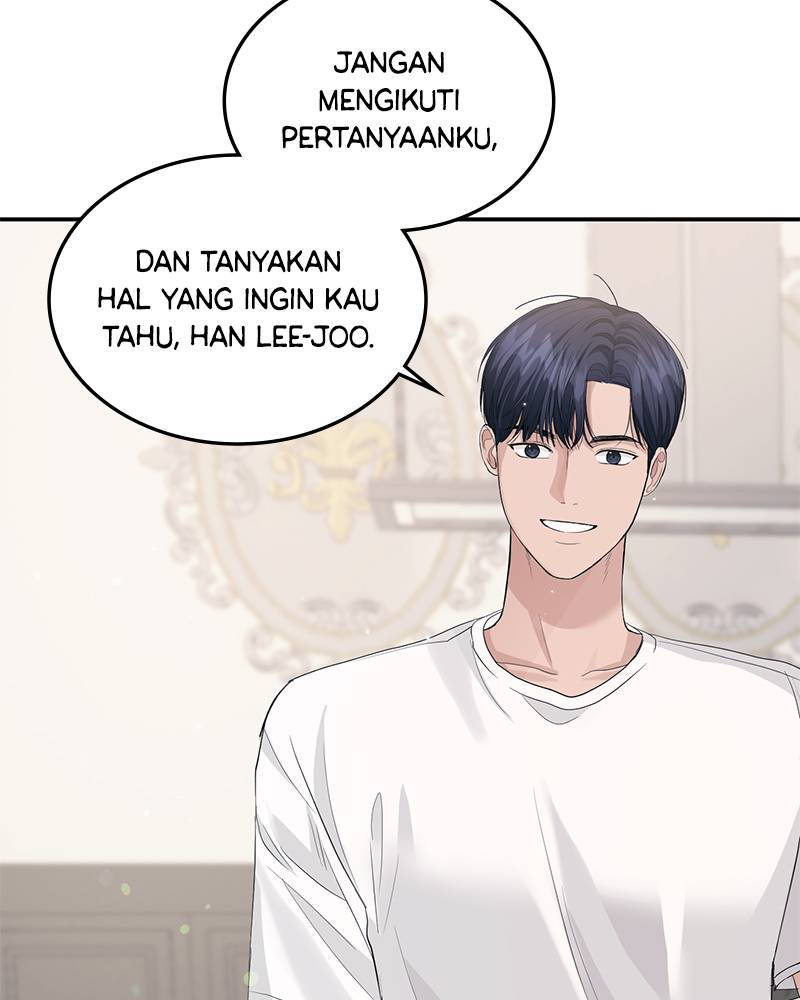 JANGAN
MENGIKUTI
PERTANYAANKU,
DAN TANYAKAN
HAL YANG INGIN KAU
TAHU, HAN LEE-JOO.